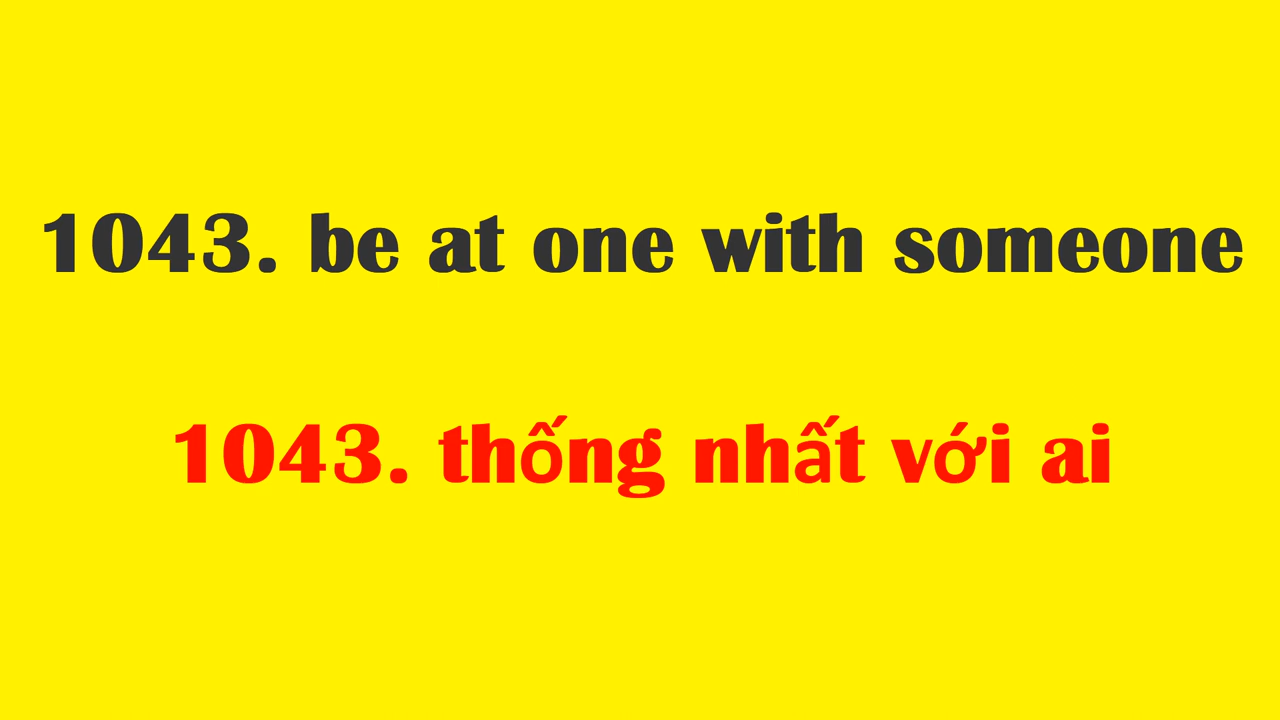 1043. be at one with someone
1043. thống nhất với ai